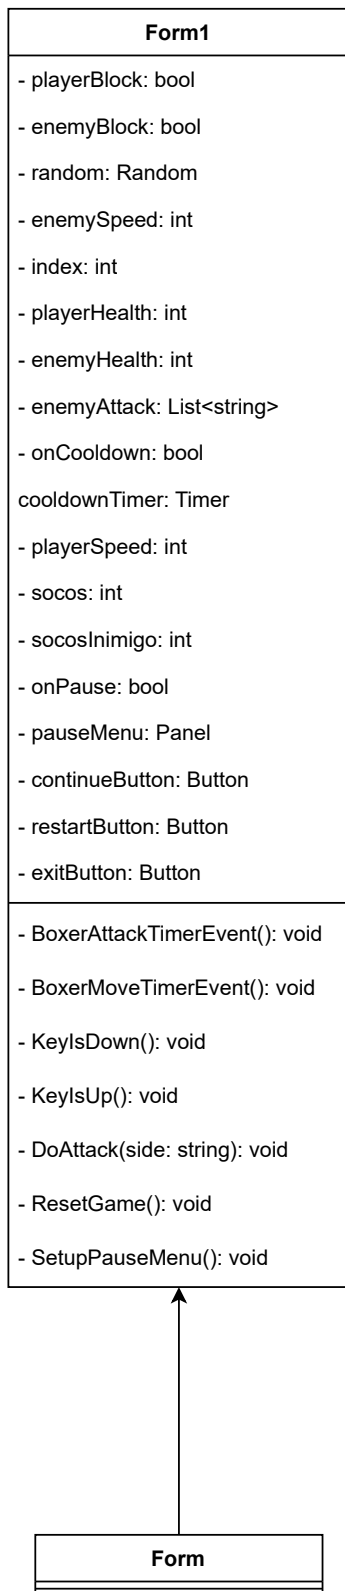 Form1
- playerBlock: bool
- enemyBlock: bool
- random: Random
- enemySpeed: int
- index: int
- playerHealth: int
- enemyHealth: int
- enemyAttack: List<string>
- onCooldown: bool
cooldownTimer: Timer
- playerSpeed: int
- socos: int
- socosInimigo: int
- onPause: bool
- pauseMenu: Panel
- continueButton: Button
- restartButton: Button
- exitButton: Button
- BoxerAttackTimerEvent(): void
- BoxerMoveTimerEvent(): void
- KeyIsDown(): void
- KeyIsUp(): void
- DoAttack(side: string): void
- ResetGame(): void
- SetupPauseMenu(): void
Form